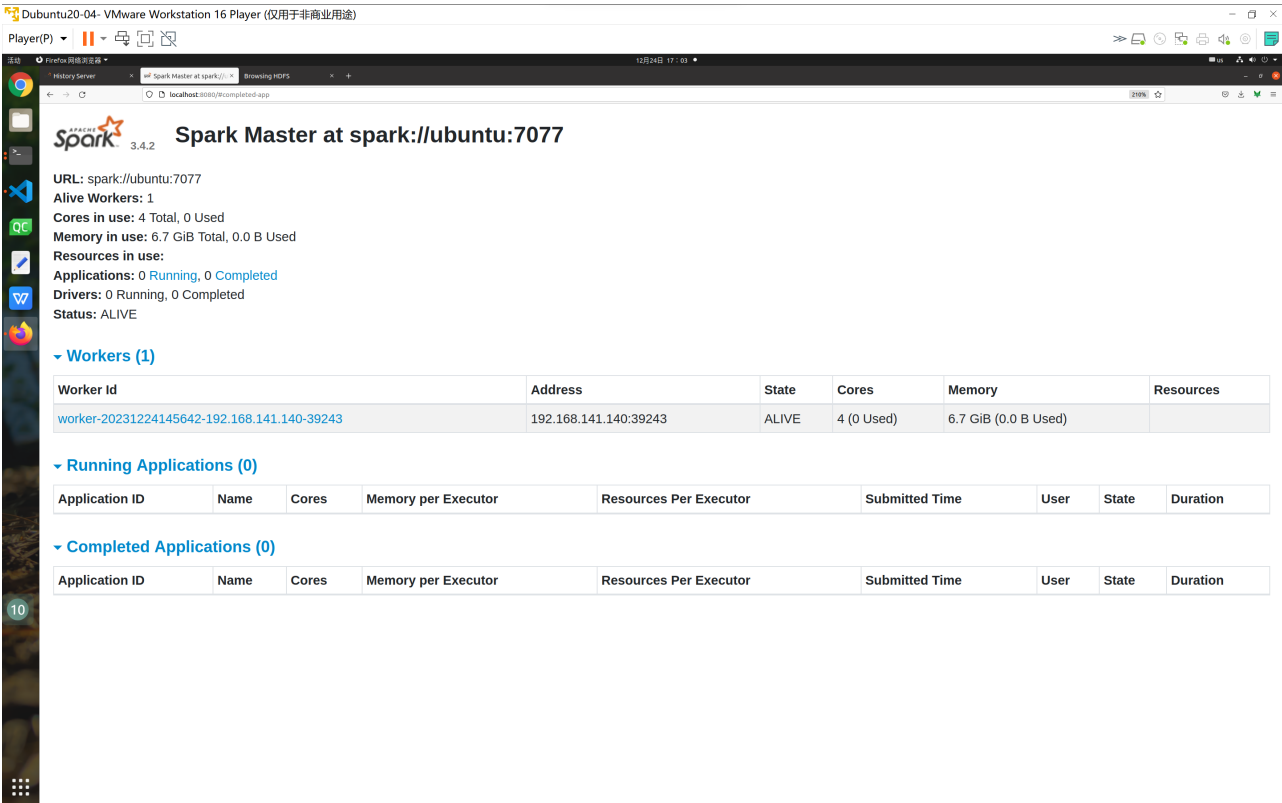 Dubuntu20-04- VMware Workstation 16 Player (仅用于非商业用途)
Player(P)
活动 Firefox 网络浏览器 12月24日 17：03 us
History Server Spark Master at spark:// Browsing HDFS
localhost:8080/#completed-app 210%
APACHE
Spark 3.4.2 Spark Master at spark://ubuntu:7077
URL: spark://ubuntu:7077
Alive Workers: 1
Cores in use: 4 Total, 0 Used
Memory in use: 6.7 GiB Total, 0.0 B Used
Resources in use:
Applications: 0 Running, 0 Completed
Drivers: 0 Running, 0 Completed
Status: ALIVE
Workers (1)
Worker Id Address State Cores Memory Resources
worker-20231224145642-192.168.141.140-39243 192.168.141.140:39243 ALIVE 4 (0 Used) 6.7 GiB (0.0 B Used)
Running Applications (0)
Application ID Name Cores Memory per Executor Resources Per Executor Submitted Time User State Duration
Completed Applications (0)
Application ID Name Cores Memory per Executor Resources Per Executor Submitted Time User State Duration
QC
10